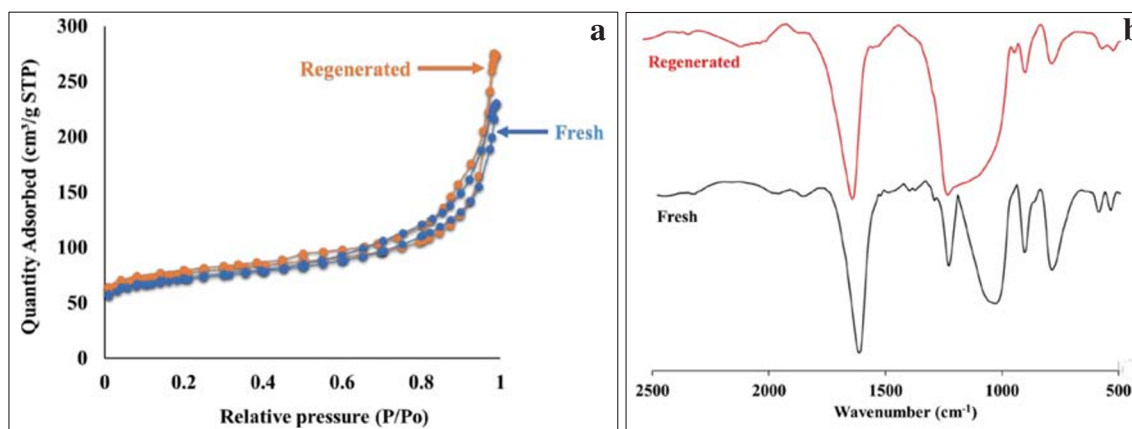 a
300
250
200
150
100
50
0
Quantity Adsorbed (cm³/g STP)
Regenerated
Fresh
0 0.2 0.4 0.6 0.8 1
Relative pressure (P/Po)
b
Regenerated
Fresh
2500 2000 1500 1000 500
Wavenumber (cm⁻¹)